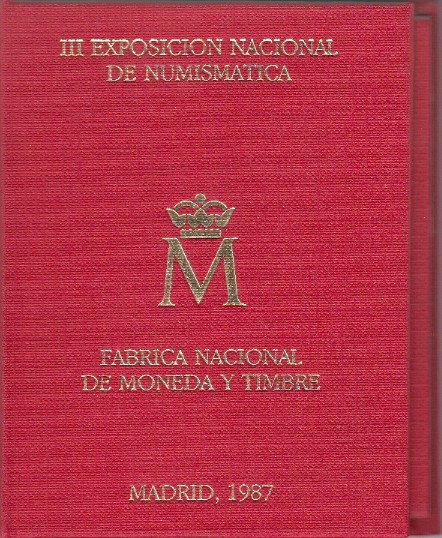 III EXPOSICION NACIONAL
DE NUMISMATICA
M
FABRICA NACIONAL
DE MONEDA Y TIMBRE
MADRID, 1987